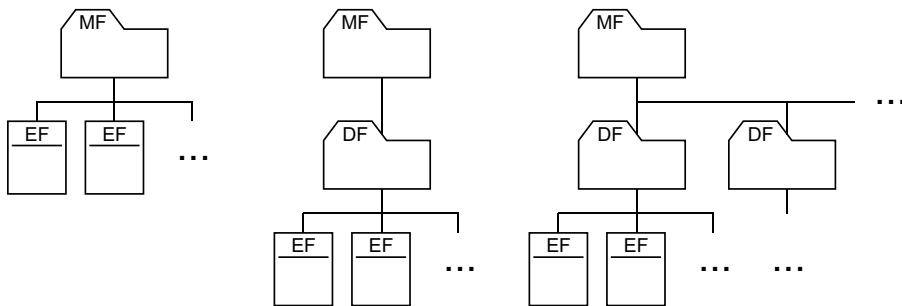 MF MF MF
...
EF EF ... DF DF DF
EF EF ... EF EF ... ...